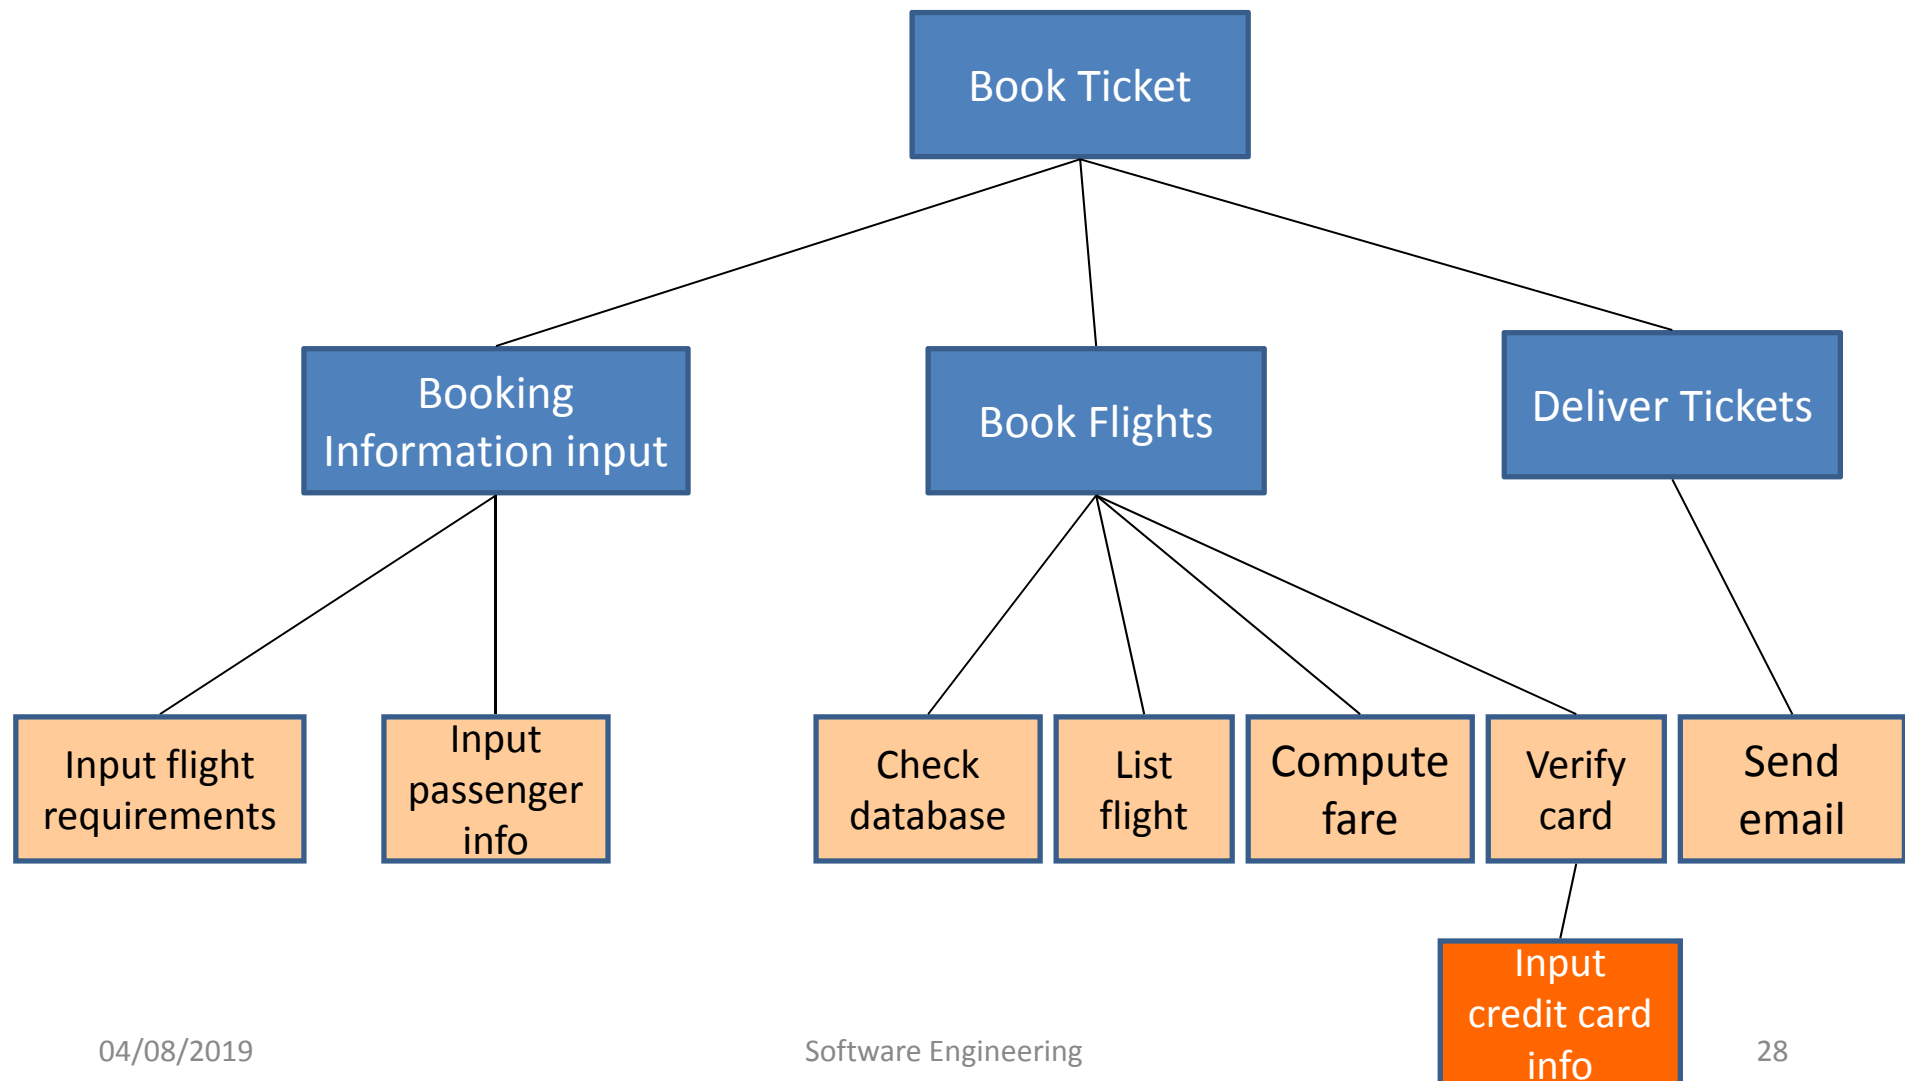 Book Ticket
Booking
Information input
Book Flights
Deliver Tickets
Input flight
requirements
Input
passenger
info
Check
database
List
flight
Compute
fare
Verify
card
Send
email
Input
credit card
info
04/08/2019
Software Engineering
28